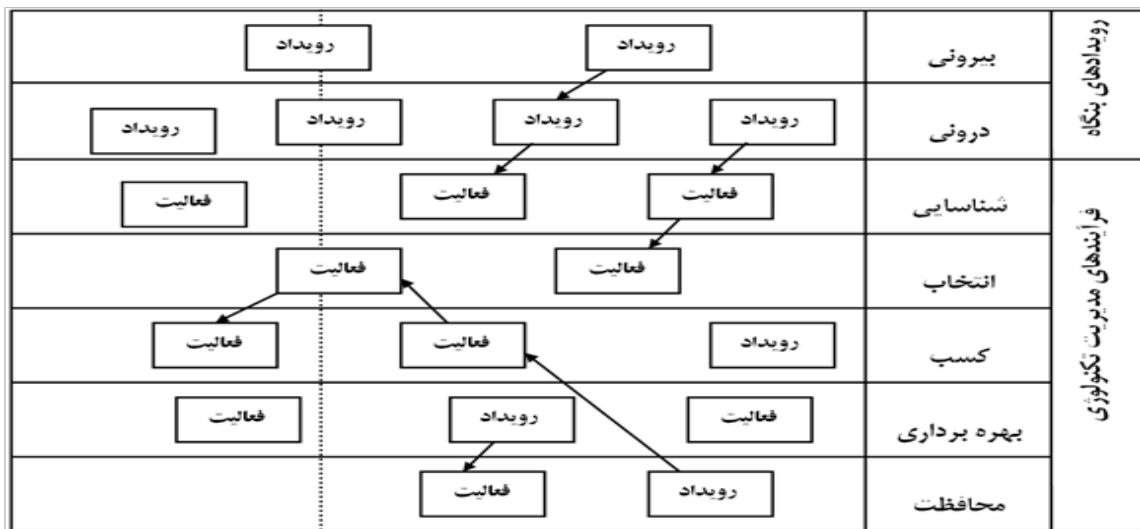 رویدادهای بنگاه
بیرونی
رویداد
رویداد
درونی
رویداد
رویداد
رویداد
رویداد
فرآیندهای مدیریت تکنولوژی
شناسایی
فعالیت
فعالیت
فعالیت
انتخاب
فعالیت
فعالیت
کسب
رویداد
فعالیت
فعالیت
بهره برداری
فعالیت
رویداد
فعالیت
محافظت
رویداد
فعالیت